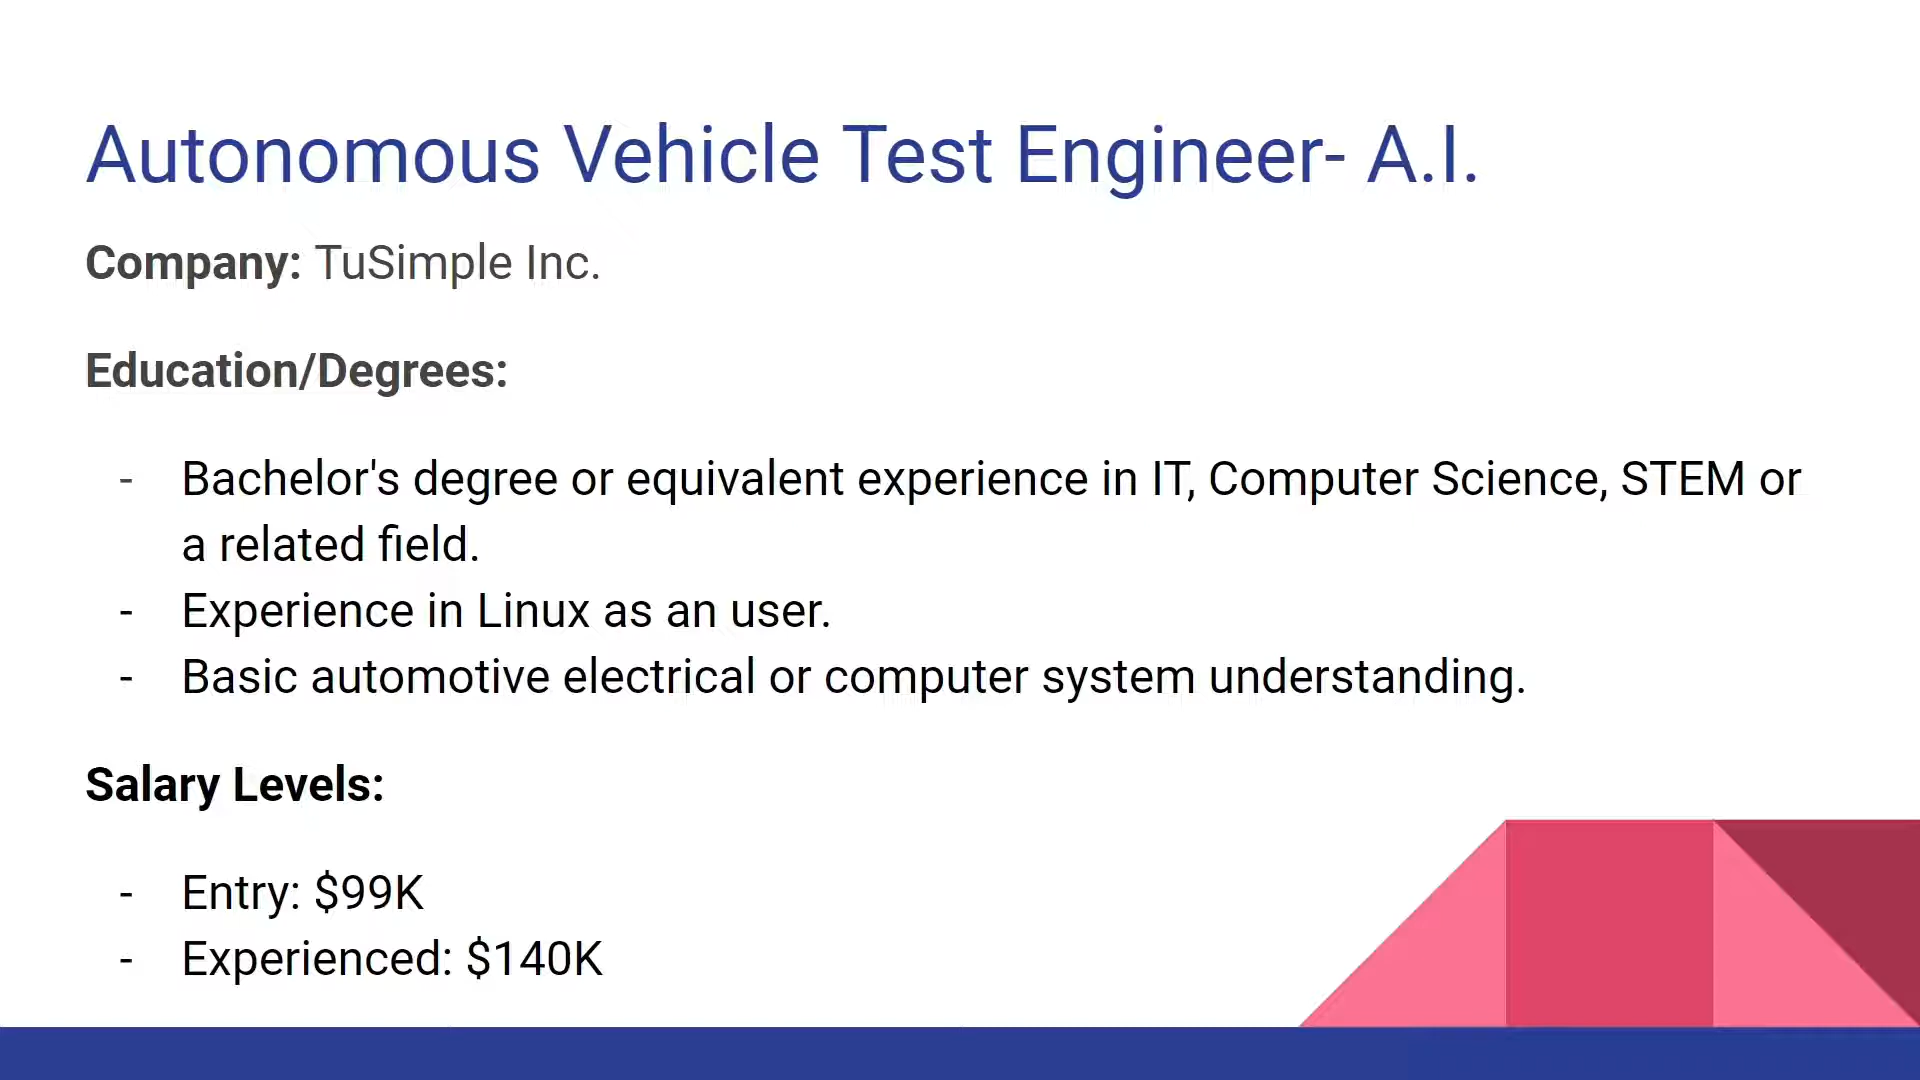 Autonomous Vehicle Test Engineer- A.I.
Company: TuSimple Inc.
Education/Degrees:
- Bachelor's degree or equivalent experience in IT, Computer Science, STEM or
a related field.
- Experience in Linux as an user.
- Basic automotive electrical or computer system understanding.
Salary Levels:
- Entry: $99K
- Experienced: $140K